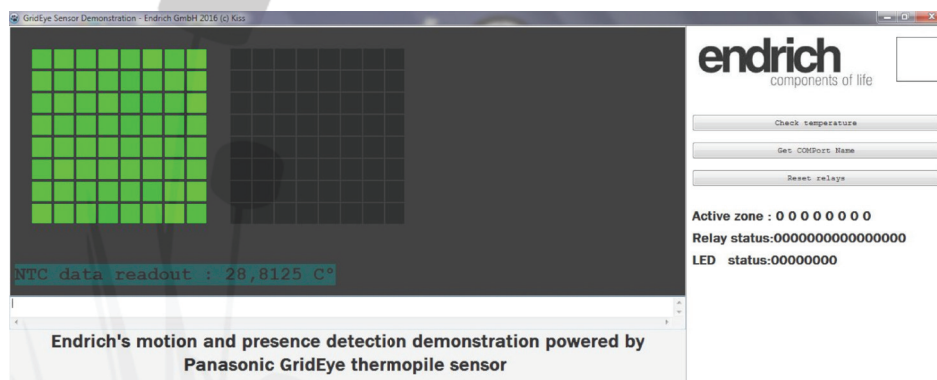 GridEye Sensor Demonstration - Endrich GmbH 2016 (c) Kiss
endrich
components of life
Check temperature
Get COMPort Name
Reset relays
Active zone : 0 0 0 0 0 0 0 0
Relay status:0000000000000000
LED status:00000000
NTC data readout : 28,8125 C°
Endrich's motion and presence detection demonstration powered by
Panasonic GridEye thermopile sensor